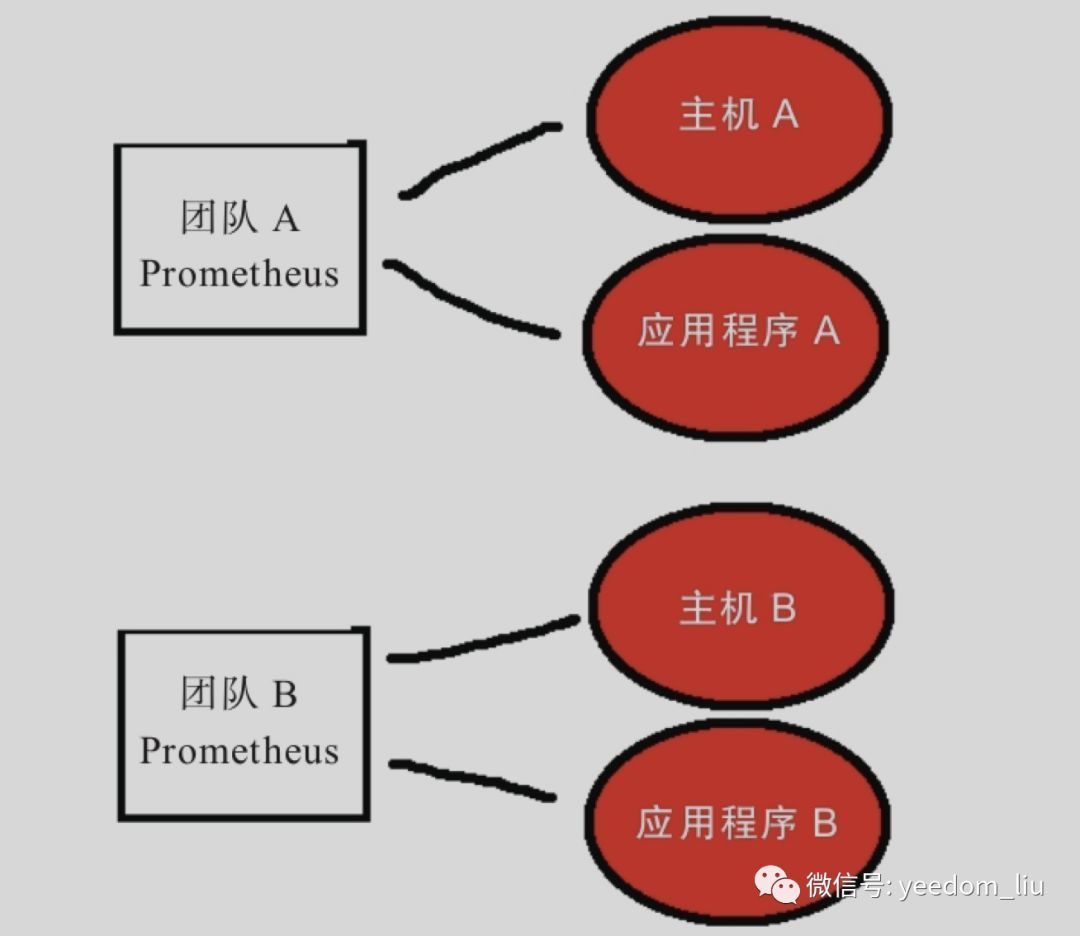 主机 A
团队 A
Prometheus
应用程序 A
主机 B
团队 B
Prometheus
应用程序 B
微信号: yeedom_liu